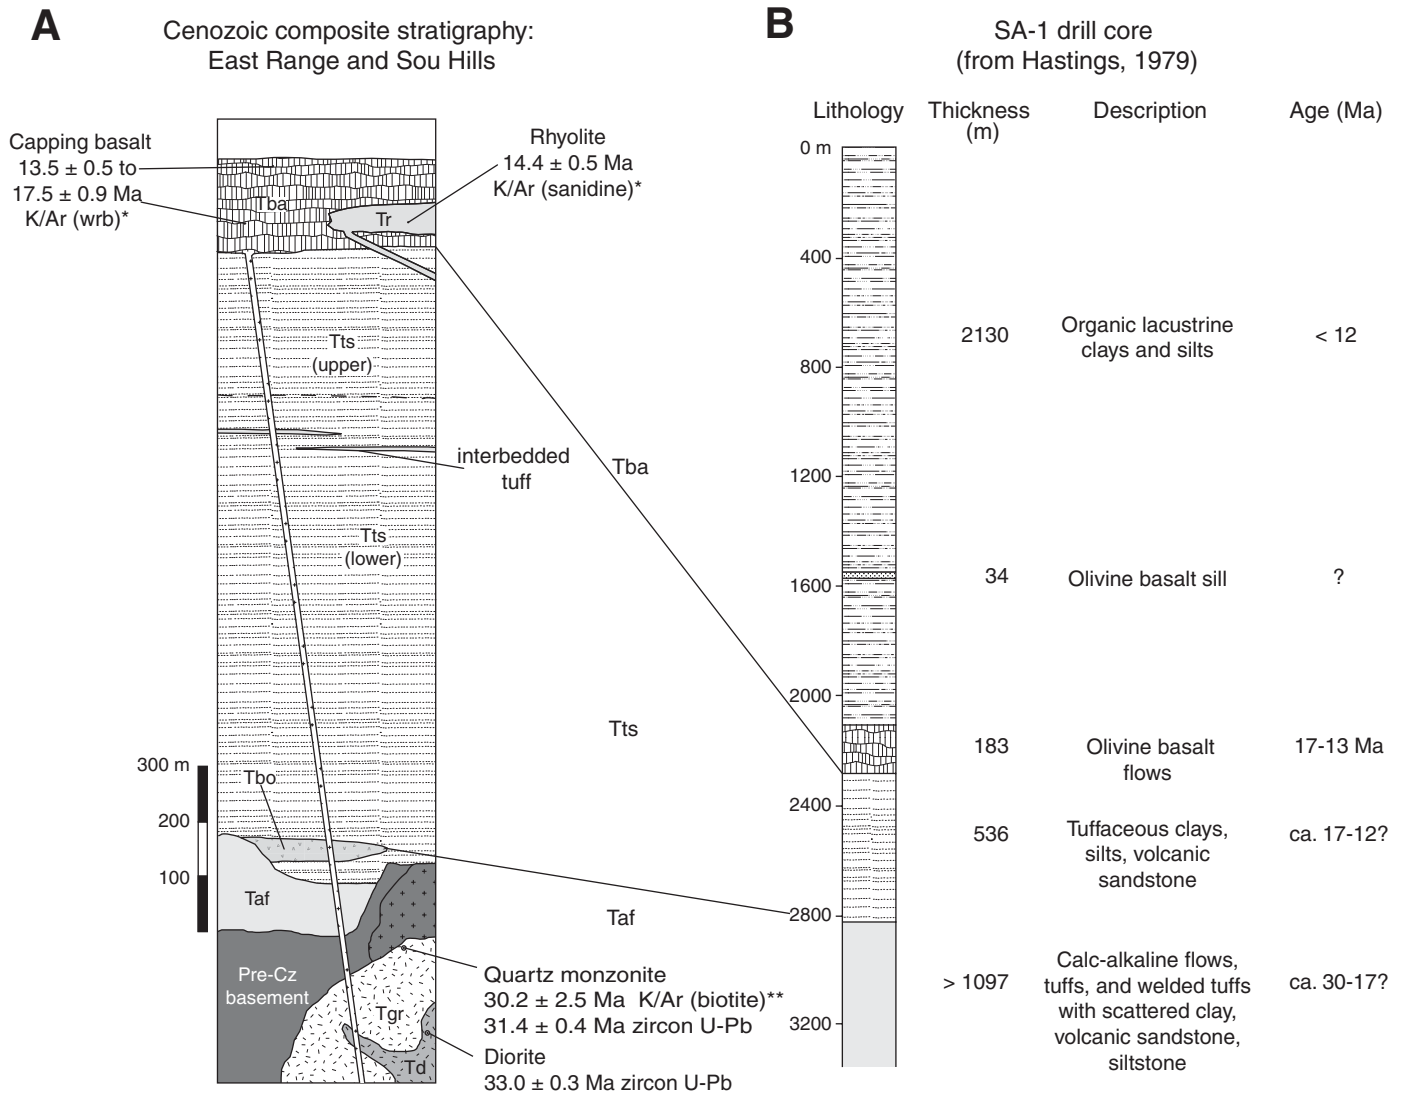 A
Cenozoic composite stratigraphy:
East Range and Sou Hills
Capping basalt
13.5 ± 0.5 to
17.5 ± 0.9 Ma
K/Ar (wrb)*
Rhyolite
14.4 ± 0.5 Ma
K/Ar (sanidine)*
Tba
Tr
Tts
(upper)
interbedded
tuff
Tts
(lower)
Tba
Tts
Taf
300 m
200
100
Tbo
Taf
Pre-Cz
basement
Tgr
Td
Quartz monzonite
30.2 ± 2.5 Ma K/Ar (biotite)**
31.4 ± 0.4 Ma zircon U-Pb
Diorite
33.0 ± 0.3 Ma zircon U-Pb
B
SA-1 drill core
(from Hastings, 1979)
Lithology
Thickness
(m)
Description
Age (Ma)
0 m
400
800
1200
1600
2000
2400
2800
3200
2130
Organic lacustrine
clays and silts
< 12
34
Olivine basalt sill
?
183
Olivine basalt
flows
17-13 Ma
536
Tuffaceous clays,
silts, volcanic
sandstone
ca. 17-12?
> 1097
Calc-alkaline flows,
tuffs, and welded tuffs
with scattered clay,
volcanic sandstone,
siltstone
ca. 30-17?